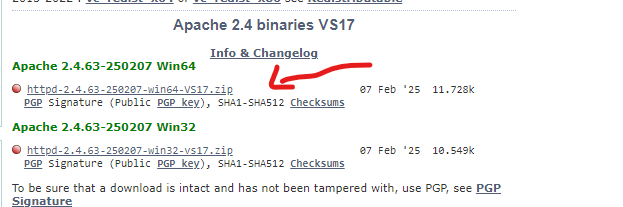 Apache 2.4 binaries VS17
Info & Changelog
Apache 2.4.63-250207 Win64
httpd-2.4.63-250207-win64-VS17.zip 07 Feb '25 11.728k
PGP Signature (Public PGP key), SHA1-SHA512 Checksums
Apache 2.4.63-250207 Win32
httpd-2.4.63-250207-win32-vs17.zip 07 Feb '25 10.549k
PGP Signature (Public PGP key), SHA1-SHA512 Checksums
To be sure that a download is intact and has not been tampered with, use PGP, see PGP
Signature